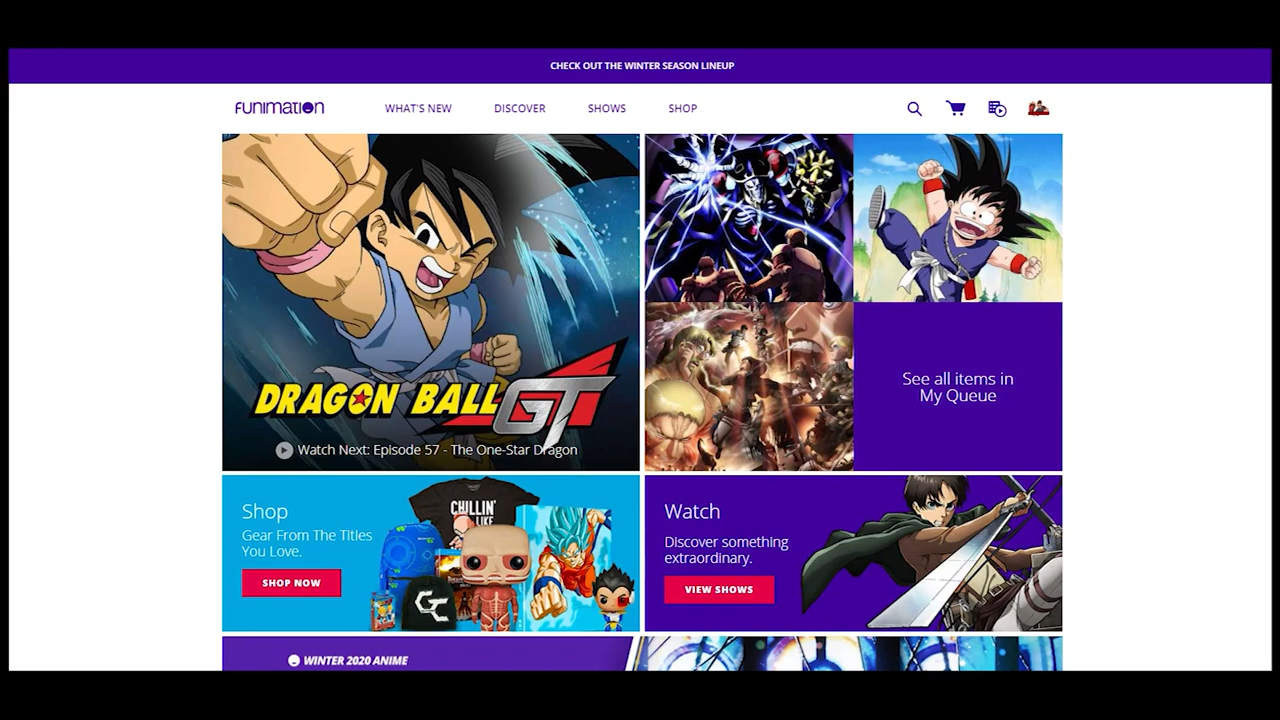 CHECK OUT THE WINTER SEASON LINEUP
FUNIMATION
WHAT'S NEW
DISCOVER
SHOWS
SHOP
DRAGON BALL GT
Watch Next: Episode 57 - The One-Star Dragon
See all items in
My Queue
Shop
Gear From The Titles
You Love.
SHOP NOW
CHILLIN'
LIKE
GC
Watch
Discover something
extraordinary.
VIEW SHOWS
WINTER 2020 ANIME